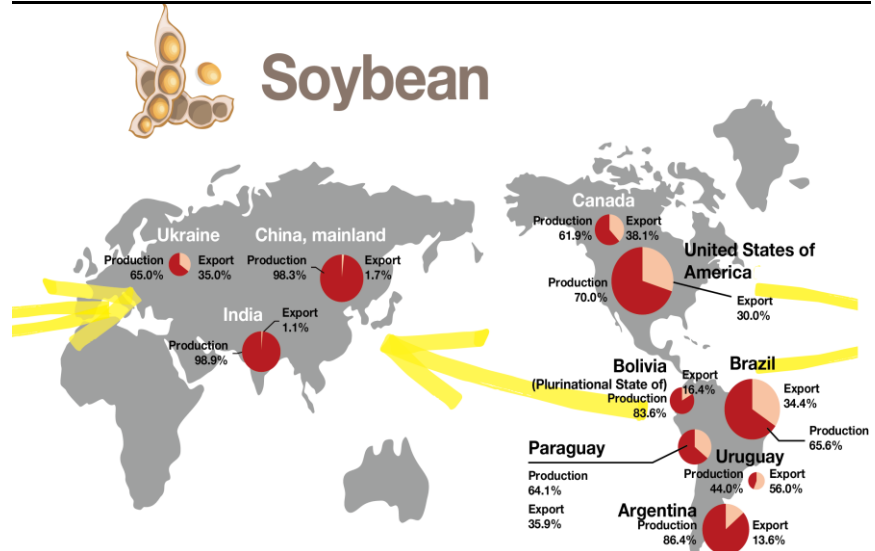 Soybean
Ukraine
Production
65.0%
Export
35.0%
China, mainland
Production
98.3%
Export
1.7%
India
Export
1.1%
Production
98.9%
Canada
Production
61.9%
Export
38.1%
United States of
America
Production
70.0%
Export
30.0%
Bolivia
(Plurinational State of)
Export
16.4%
Production
83.6%
Brazil
Export
34.4%
Production
65.6%
Paraguay
Production
64.1%
Export
35.9%
Uruguay
Production
44.0%
Export
56.0%
Argentina
Production
86.4%
Export
13.6%